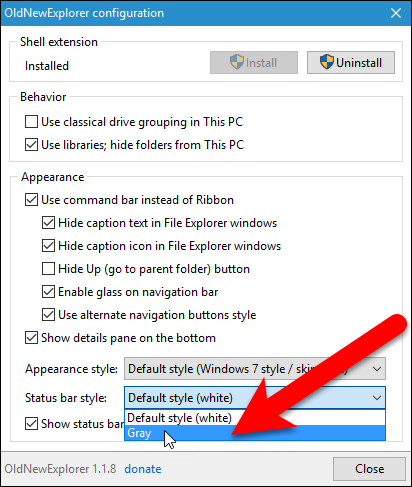 OldNewExplorer configuration
Shell extension
Installed
Install
Uninstall
Behavior
Use classical drive grouping in This PC
Use libraries; hide folders from This PC
Appearance
Use command bar instead of Ribbon
Hide caption text in File Explorer windows
Hide caption icon in File Explorer windows
Hide Up (go to parent folder) button
Enable glass on navigation bar
Use alternate navigation buttons style
Show details pane on the bottom
Appearance style: Default style (Windows 7 style /
Status bar style: Default style (white)
Default style (white)
Show status bar
Gray
OldNewExplorer 1.1.8 donate
Close